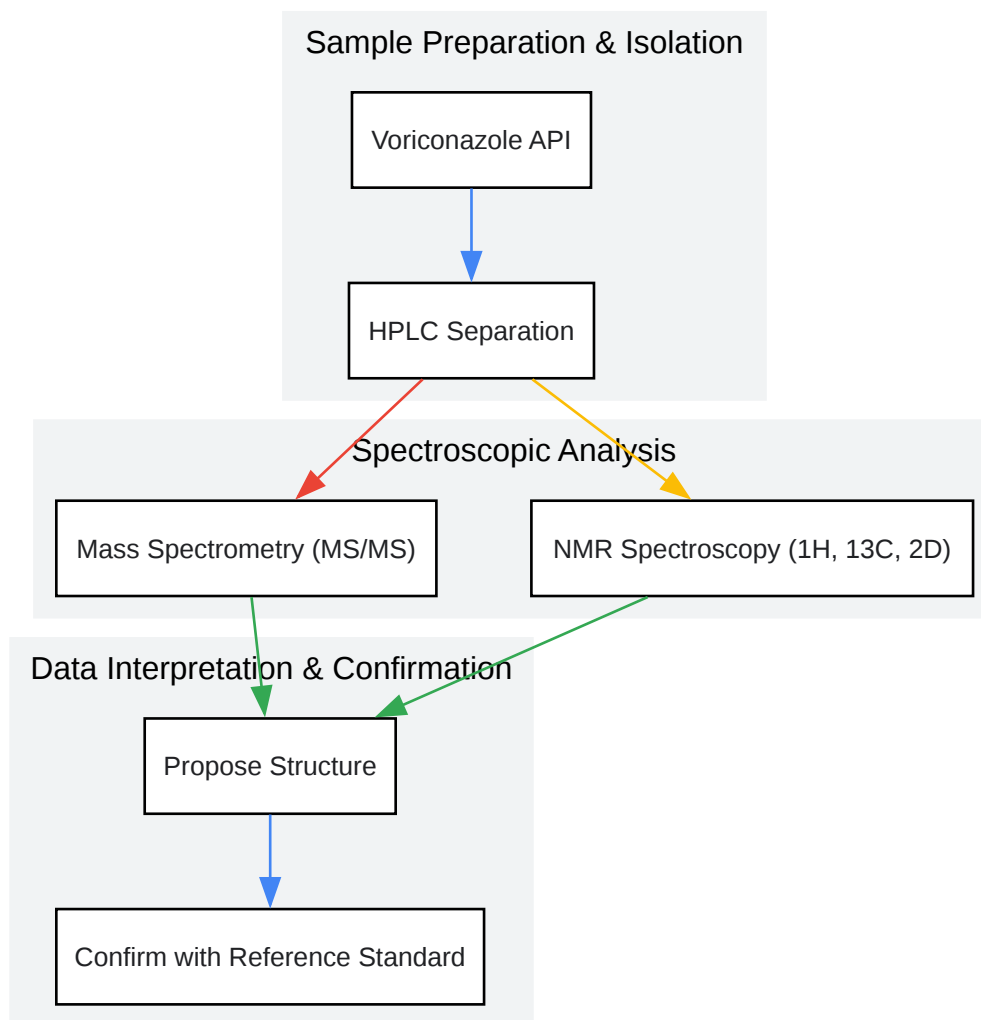 Sample Preparation & Isolation
Voriconazole API
HPLC Separation
Spectroscopic Analysis
Mass Spectrometry (MS/MS)
NMR Spectroscopy (1H, 13C, 2D)
Data Interpretation & Confirmation
Propose Structure
Confirm with Reference Standard